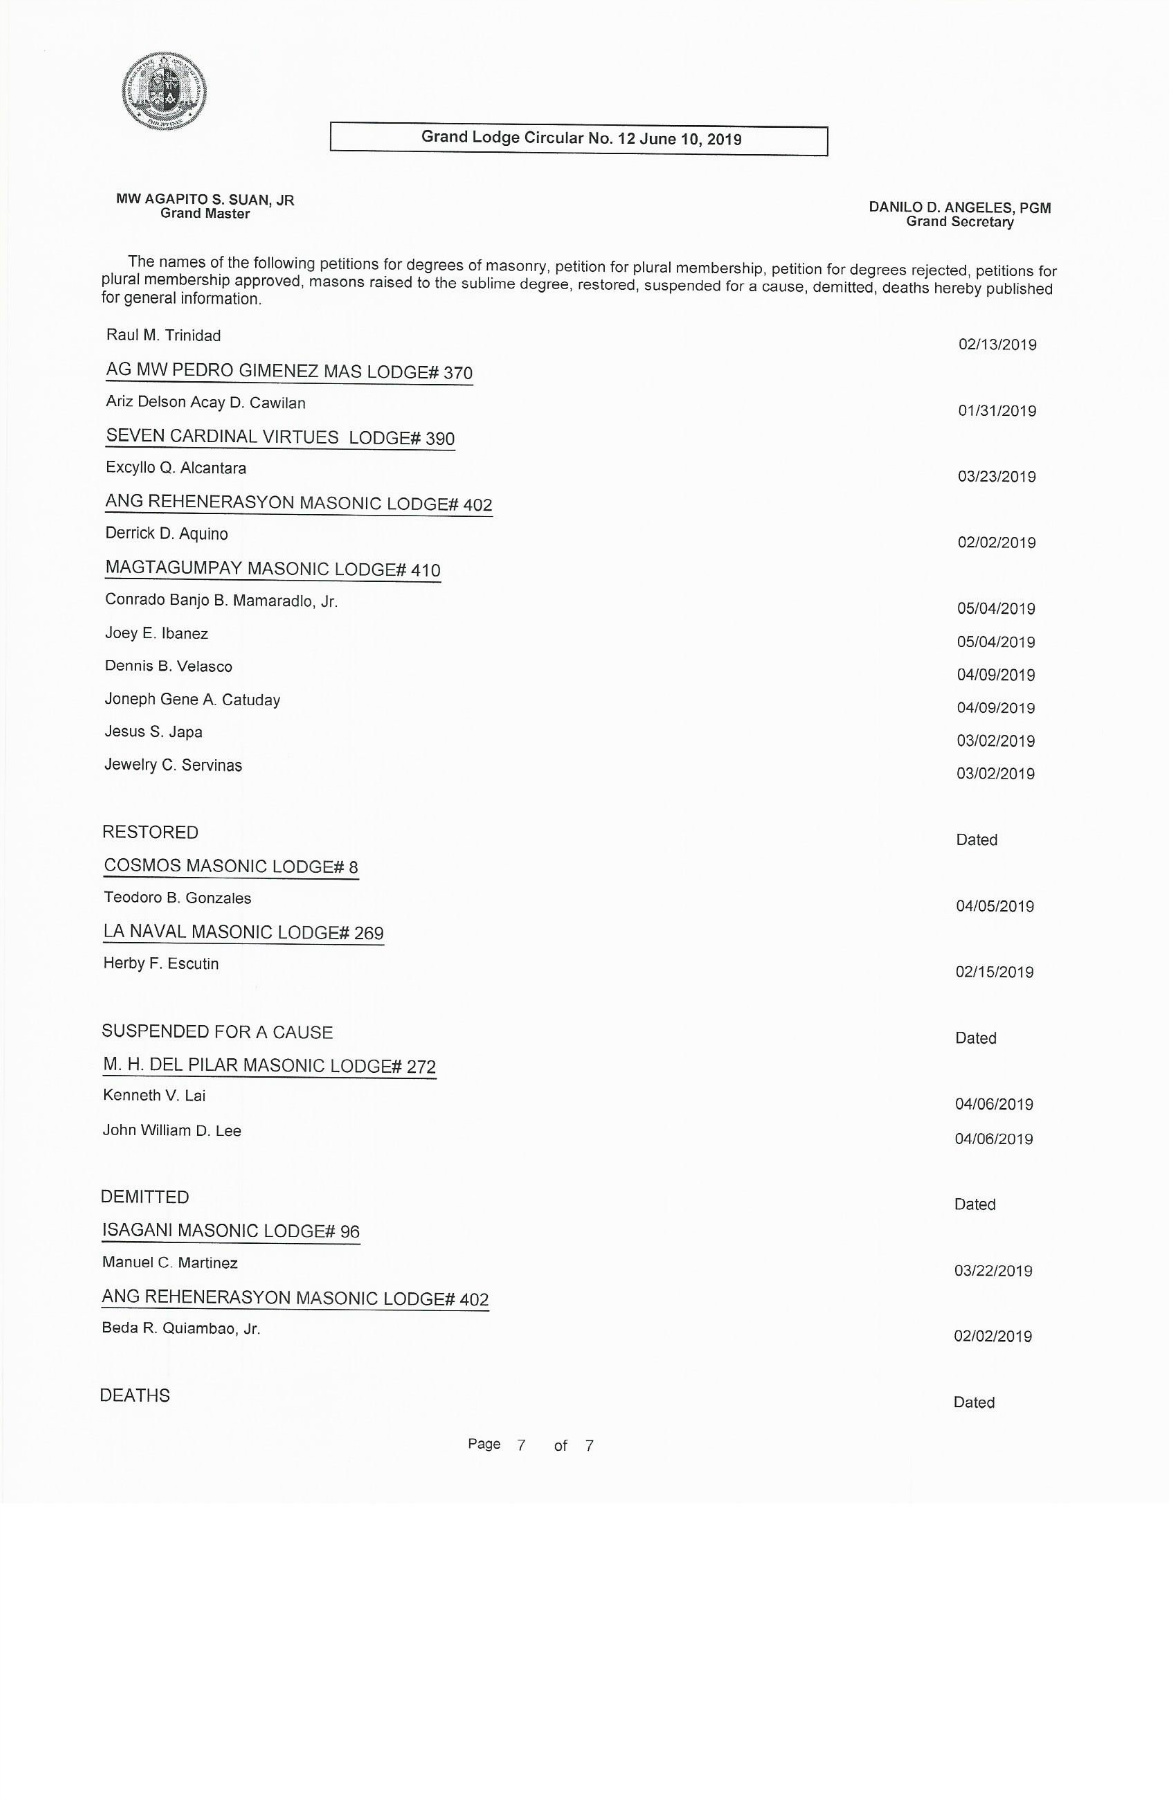 Grand Lodge Circular No. 12 June 10, 2019
MW AGAPITO S. SUAN, JR
Grand Master
DANILO D. ANGELES, PGM
Grand Secretary
The names of the following petitions for degrees of masonry, petition for plural membership, petition for degrees rejected, petitions for
plural membership approved, masons raised to the sublime degree, restored, suspended for a cause, demitted, deaths hereby published
for general information.
Raul M. Trinidad 02/13/2019
AG MW PEDRO GIMENEZ MAS LODGE# 370
Ariz Delson Acay D. Cawilan 01/31/2019
SEVEN CARDINAL VIRTUES LODGE# 390
Excyllo Q. Alcantara 03/23/2019
ANG REHENERASYON MASONIC LODGE# 402
Derrick D. Aquino 02/02/2019
MAGTAGUMPAY MASONIC LODGE# 410
Conrado Banjo B. Mamaradlo, Jr. 05/04/2019
Joey E. Ibanez 05/04/2019
Dennis B. Velasco 04/09/2019
Joneph Gene A. Catuday 04/09/2019
Jesus S. Japa 03/02/2019
Jewelry C. Servinas 03/02/2019
RESTORED Dated
COSMOS MASONIC LODGE# 8
Teodoro B. Gonzales 04/05/2019
LA NAVAL MASONIC LODGE# 269
Herby F. Escutin 02/15/2019
SUSPENDED FOR A CAUSE Dated
M. H. DEL PILAR MASONIC LODGE# 272
Kenneth V. Lai 04/06/2019
John William D. Lee 04/06/2019
DEMITTED Dated
ISAGANI MASONIC LODGE# 96
Manuel C. Martinez 03/22/2019
ANG REHENERASYON MASONIC LODGE# 402
Beda R. Quiambao, Jr. 02/02/2019
DEATHS Dated
Page 7 of 7